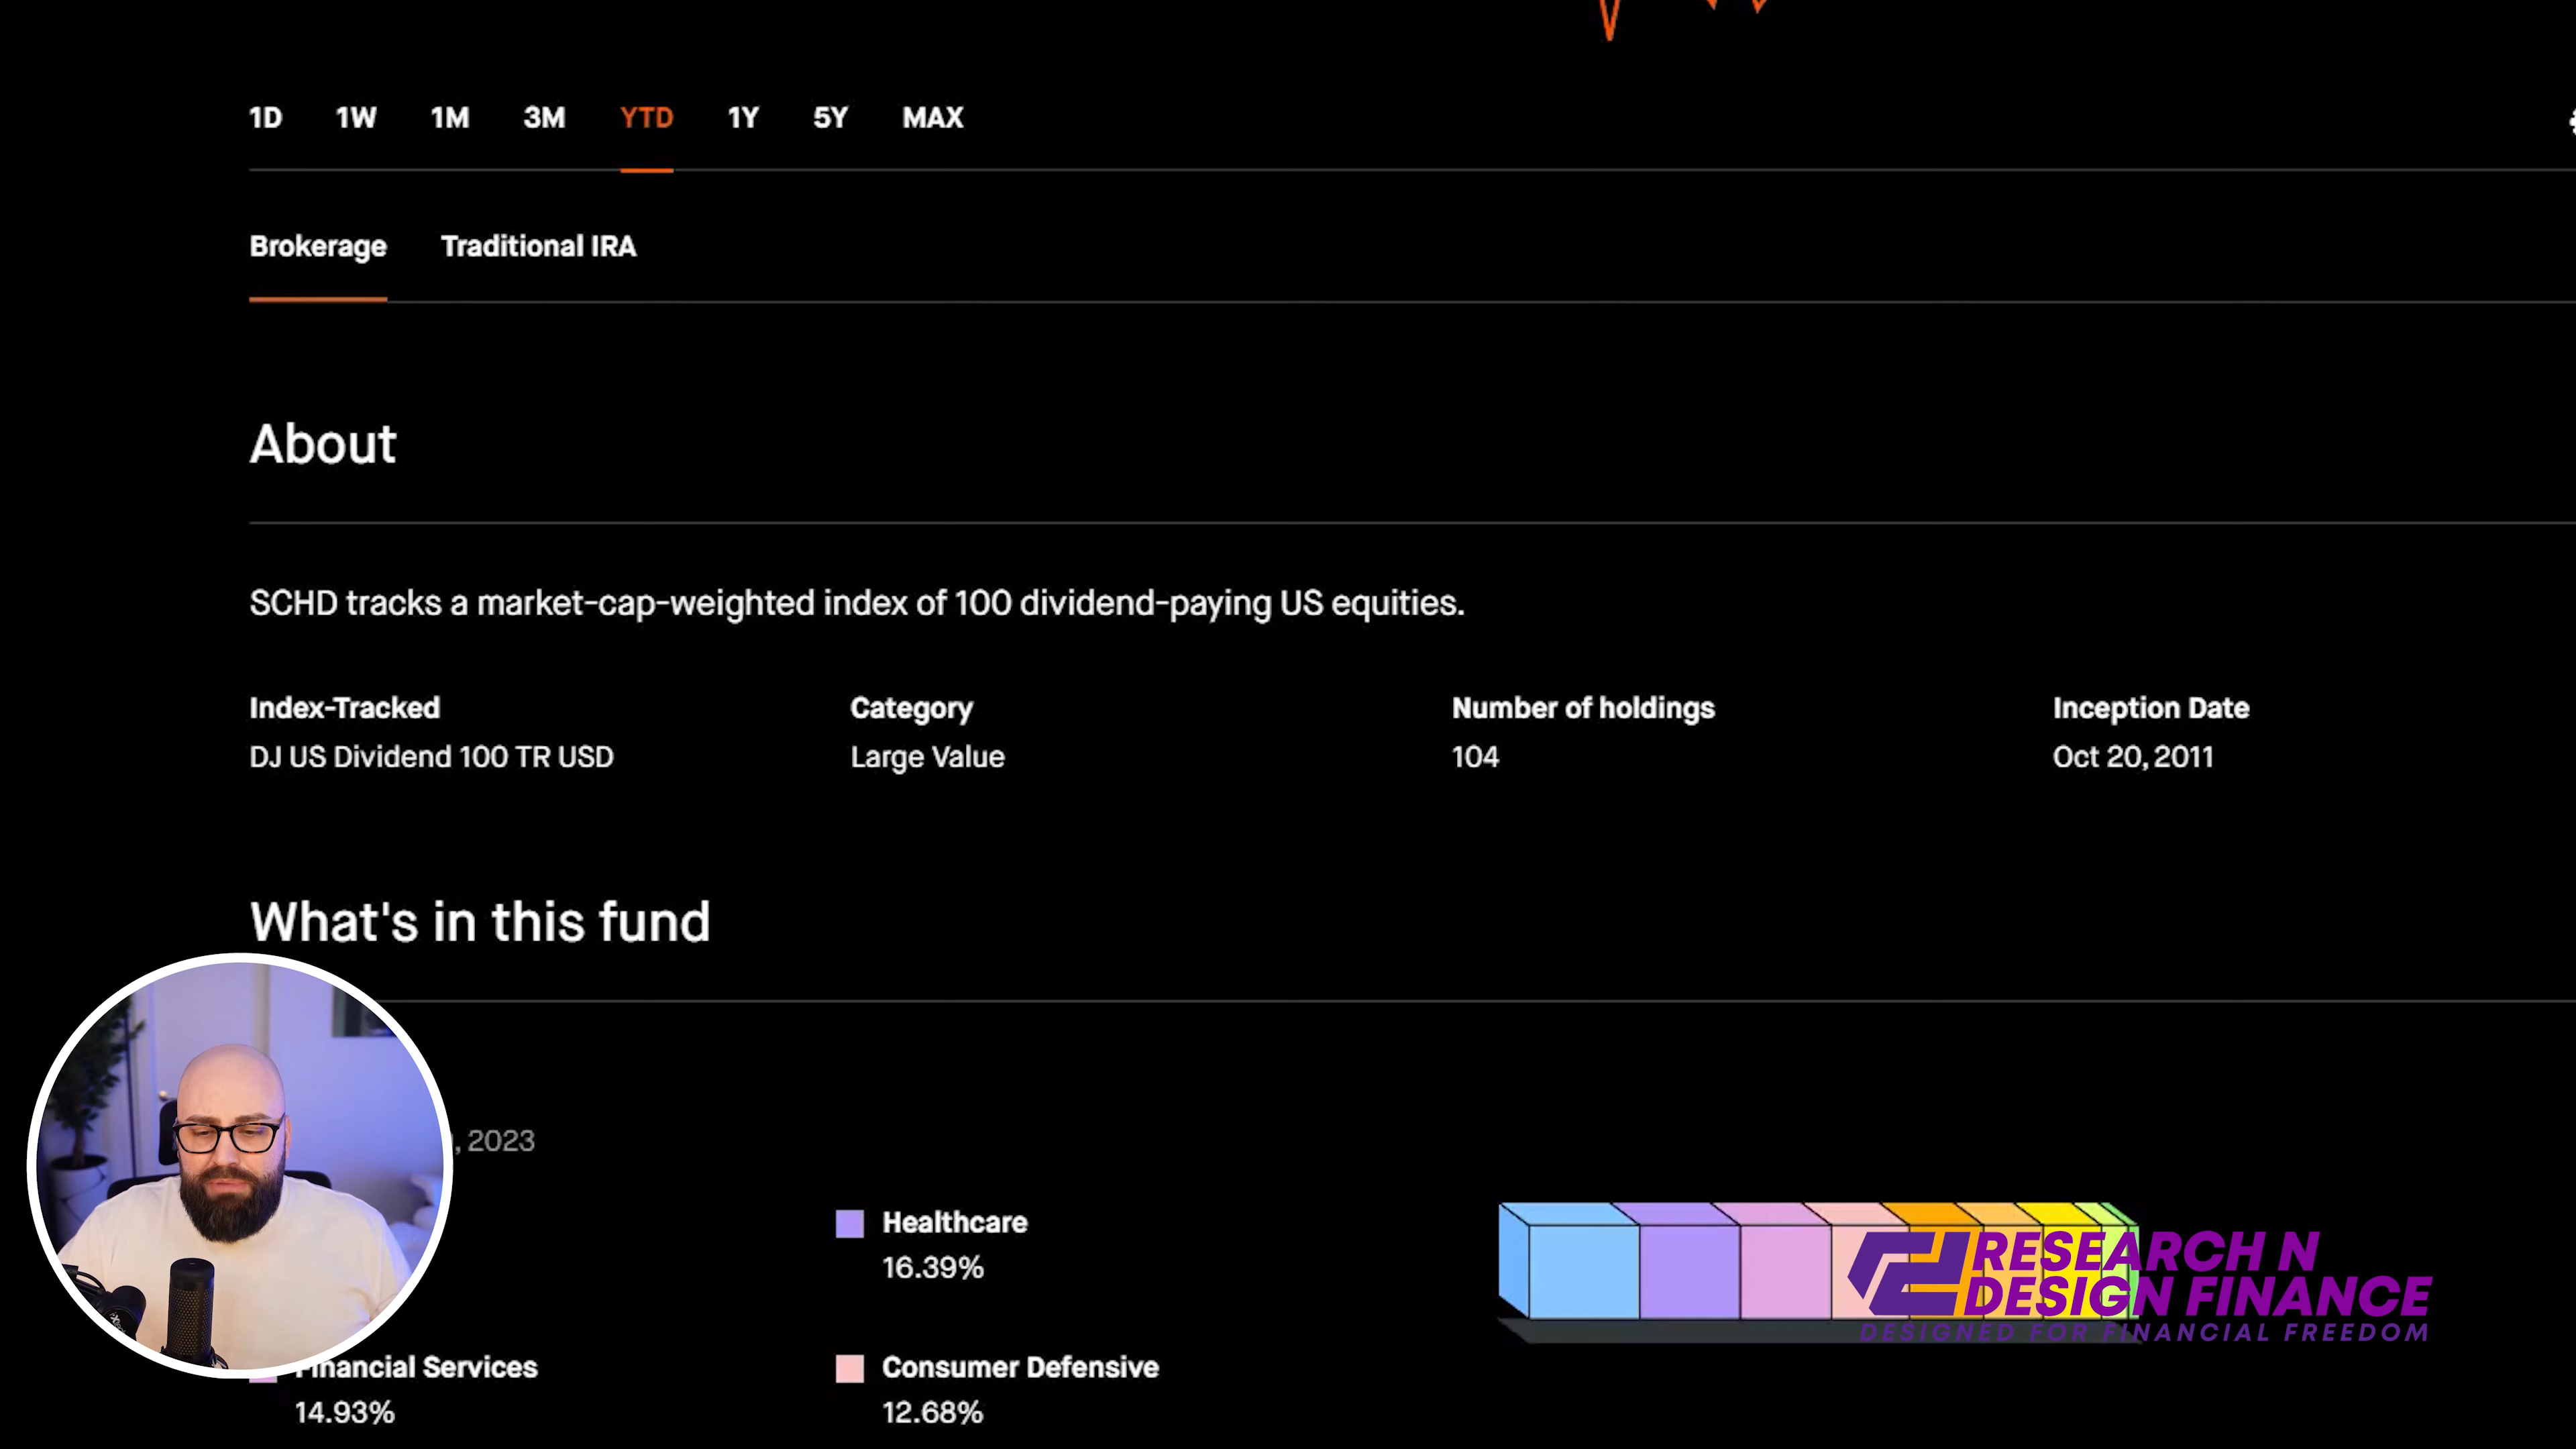 1D 1W 1M 3M YTD 1Y 5Y MAX
Brokerage Traditional IRA
About
SCHD tracks a market-cap-weighted index of 100 dividend-paying US equities.
Index-Tracked Category Number of holdings Inception Date
DJ US Dividend 100 TR USD Large Value 104 Oct 20, 2011
What's in this fund
, 2023
Healthcare
16.39%
RESEARCH N
DESIGN FINANCE
DESIGNED FOR FINANCIAL FREEDOM
Financial Services Consumer Defensive
14.93% 12.68%